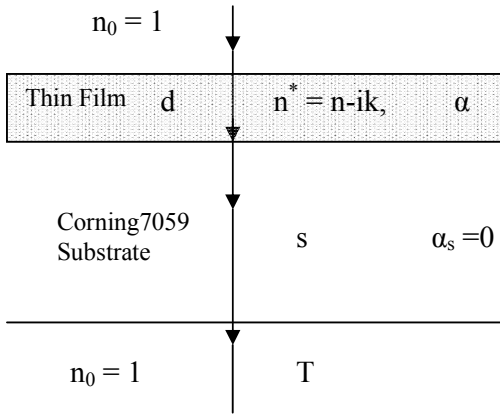 n₀ = 1
Thin Film d n* = n-ik, α
Corning7059
Substrate
s αₛ =0
n₀ = 1 T